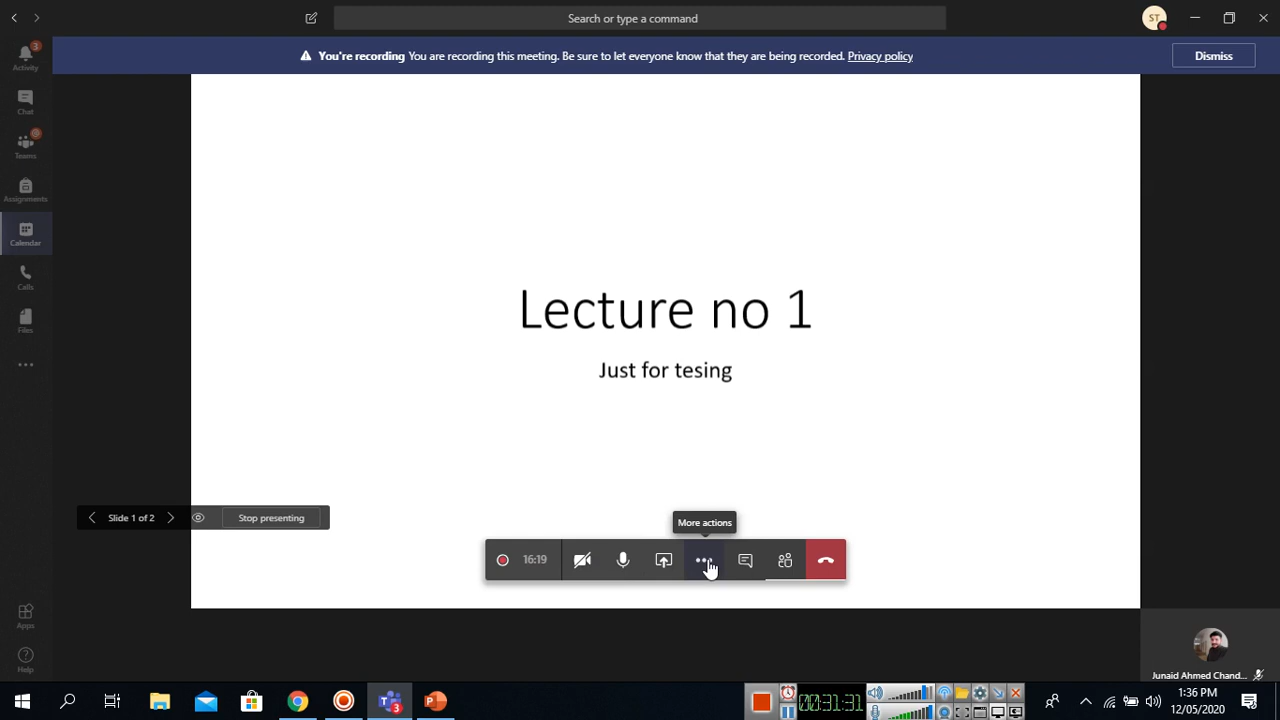 Search or type a command
ST
You're recording You are recording this meeting. Be sure to let everyone know that they are being recorded. Privacy policy
Dismiss
3
Activity
Chat
Teams
Assignments
Calendar
Calls
Files
Lecture no 1
Just for tesing
Slide 1 of 2
Stop presenting
More actions
16:19
Apps
Help
Junaid Ahmed Chand...
3
00:31:31
1:36 PM
12/05/2020